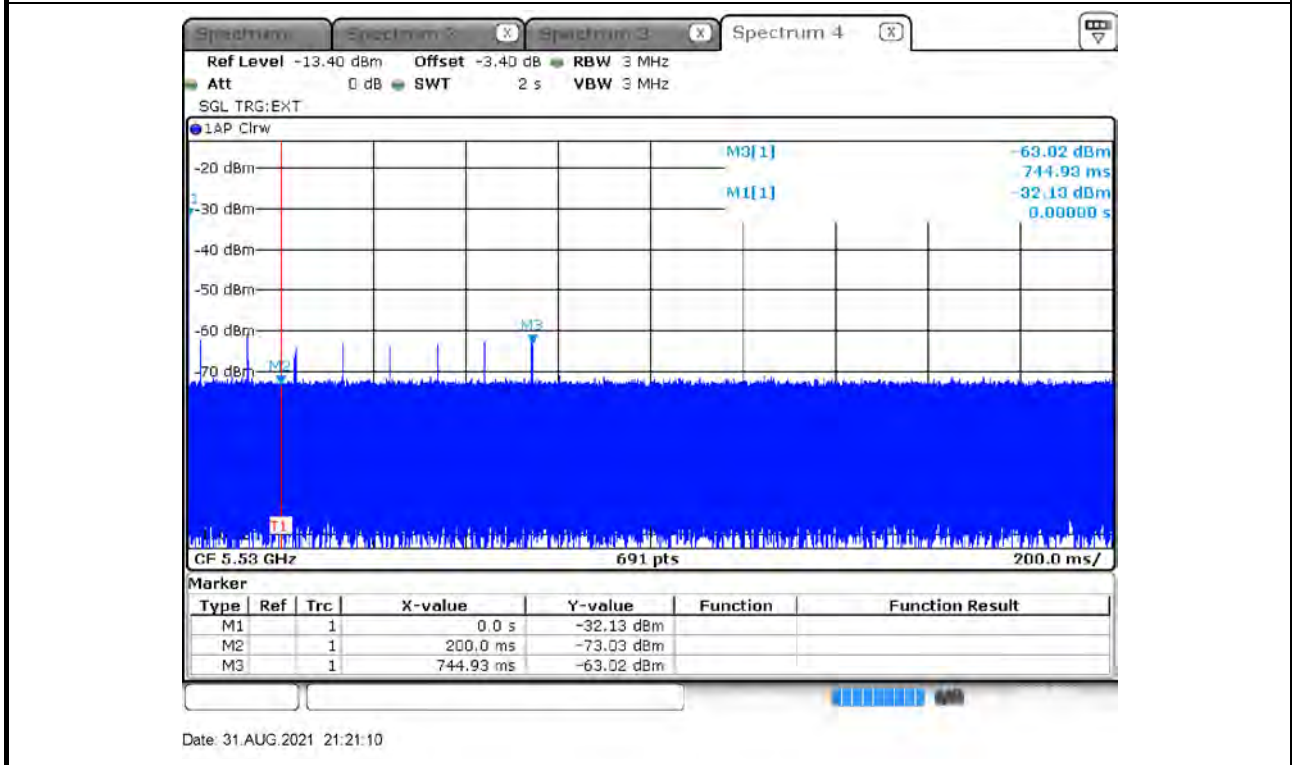 Spectrum Spectrum 2 X Spectrum 3 X Spectrum 4 X
Ref Level -13.40 dBm Offset -3.40 dB RBW 3 MHz
Att 0 dB SWT 2 s VBW 3 MHz
SGL TRG:EXT
1AP Clrw
M3[1] -63.02 dBm
744.93 ms
M1[1] -32.13 dBm
0.00000 s
-20 dBm
-30 dBm
-40 dBm
-50 dBm
-60 dBm
M3
-70 dBm
M2
T1
CF 5.53 GHz 691 pts 200.0 ms/
Marker
Type Ref Trc X-value Y-value Function Function Result
M1 1 0.0 s -32.13 dBm
M2 1 200.0 ms -73.03 dBm
M3 1 744.93 ms -63.02 dBm
Date: 31.AUG.2021 21:21:10